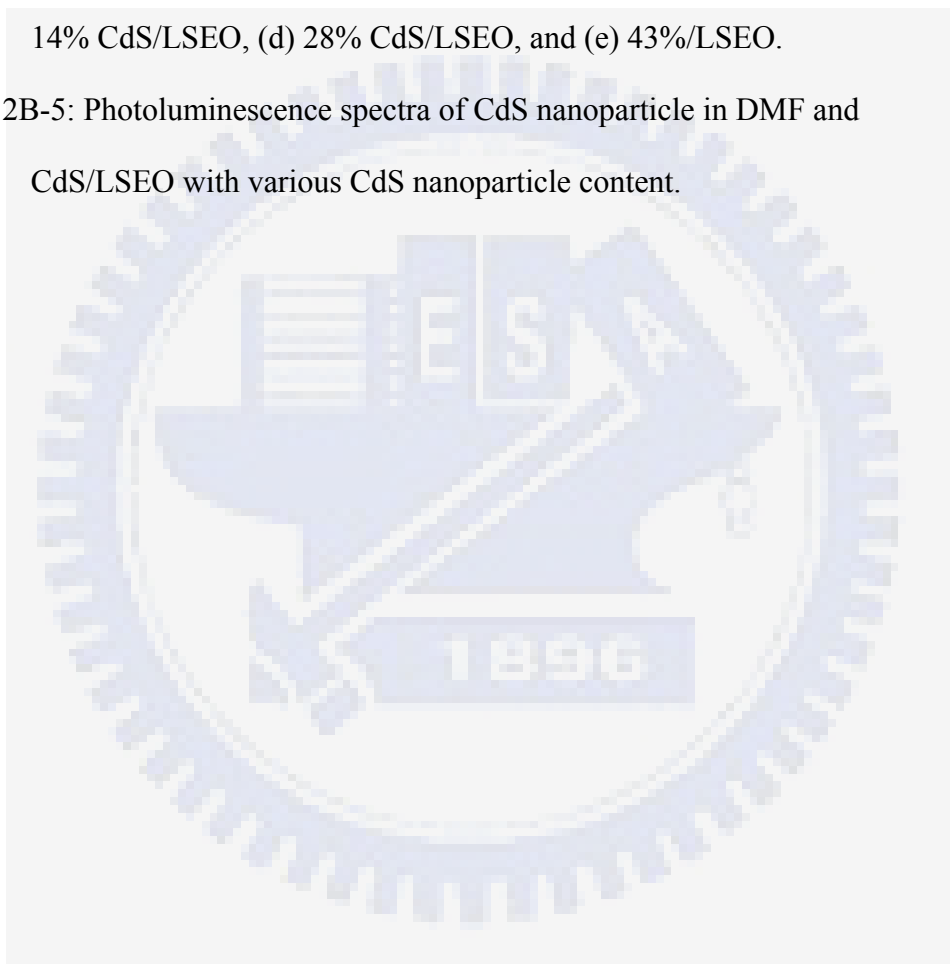 14% CdS/LSEO, (d) 28% CdS/LSEO, and (e) 43%/LSEO.
2B-5: Photoluminescence spectra of CdS nanoparticle in DMF and
CdS/LSEO with various CdS nanoparticle content.
E S A
1896